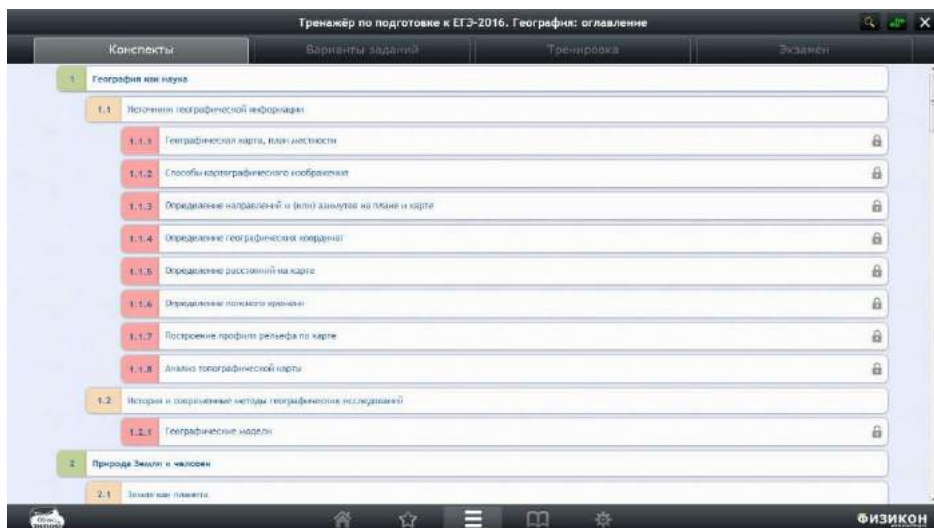 Тренажёр по подготовке к ЕГЭ-2016. География: оглавление
Конспекты Варианты заданий Тренировка Экзамен
1 География как наука
1.1 Источники географической информации
1.1.1 Географическая карта, план местности
1.1.2 Способы картографического изображения
1.1.3 Определение направлений и (или) азимутов на плане и карте
1.1.4 Определение географических координат
1.1.5 Определение расстояний на карте
1.1.6 Определение поясного времени
1.1.7 Построение профиля рельефа по карте
1.1.8 Анализ топографической карты
1.2 История и современные методы географических исследований
1.2.1 Географические модели
2 Природа Земли и человек
2.1 Земля как планета
ФИЗИКОН